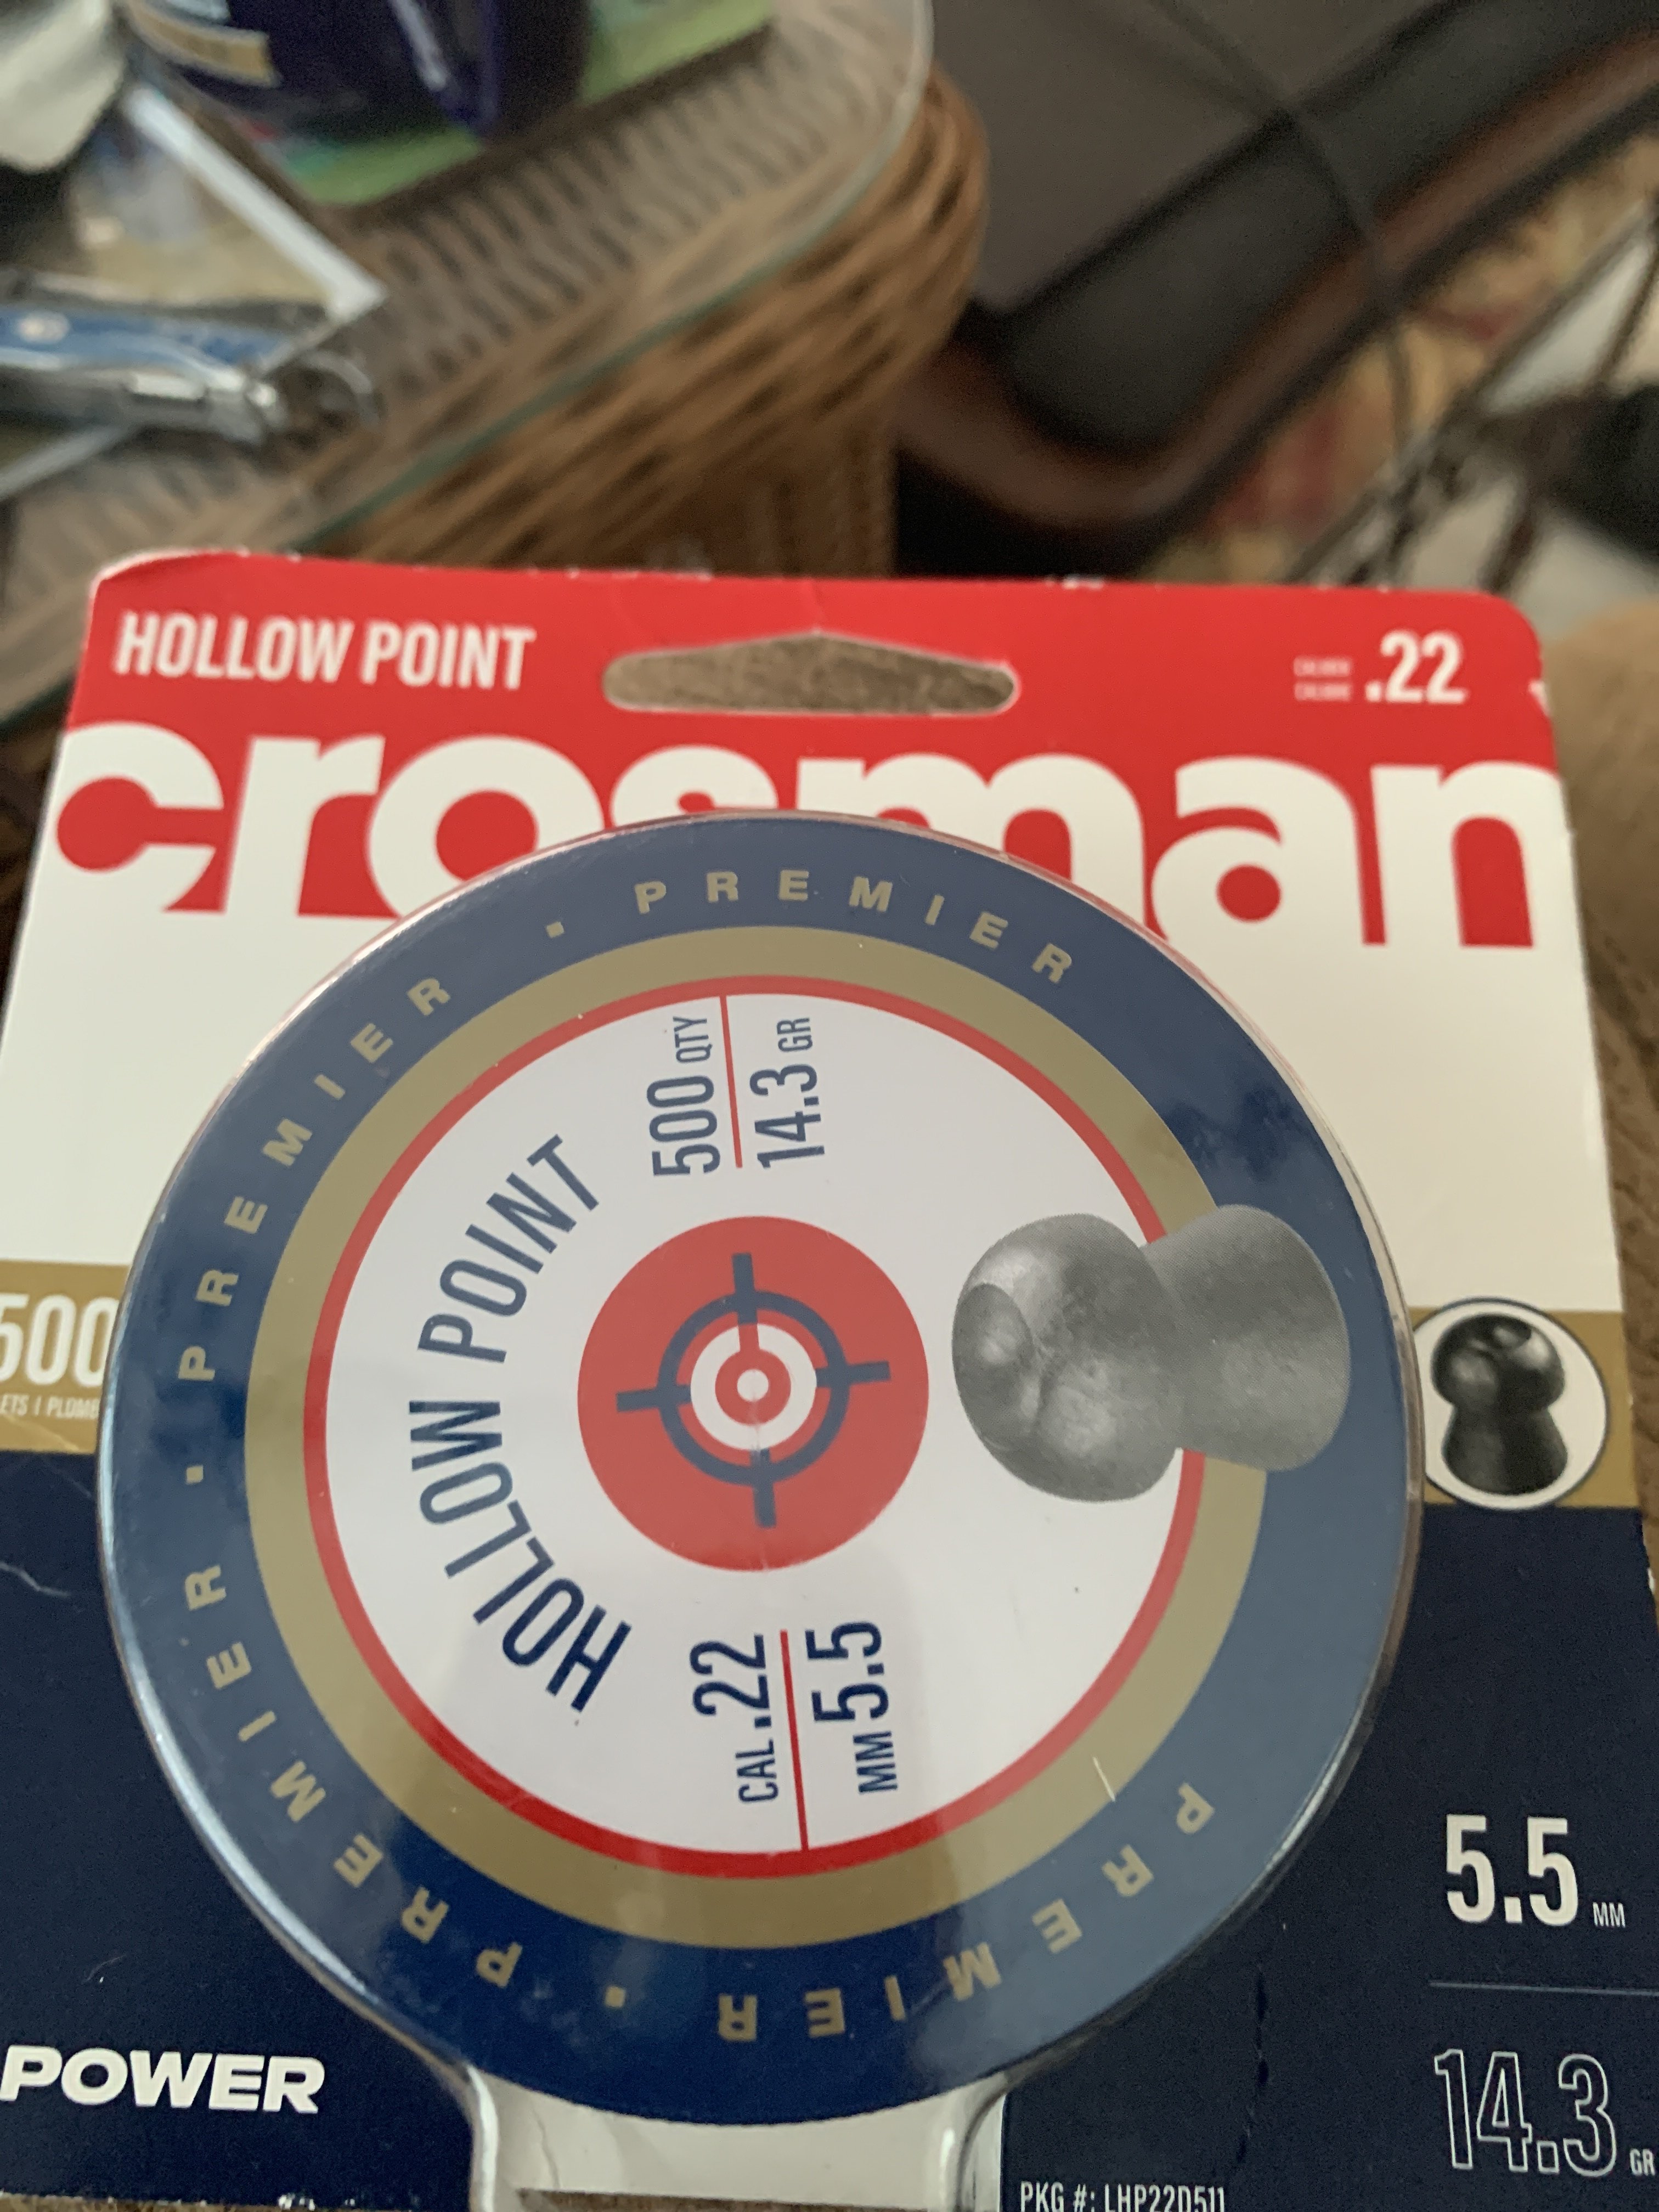 HOLLOW POINT
.22
crosman
PREMIER · PREMIER · PREMIER · PREMIER
500 QTY
14.3 GR
HOLLOW POINT
CAL .22
MM 5.5
500
5.5 MM
14.3 GR
POWER
PKG #: LHP22D511